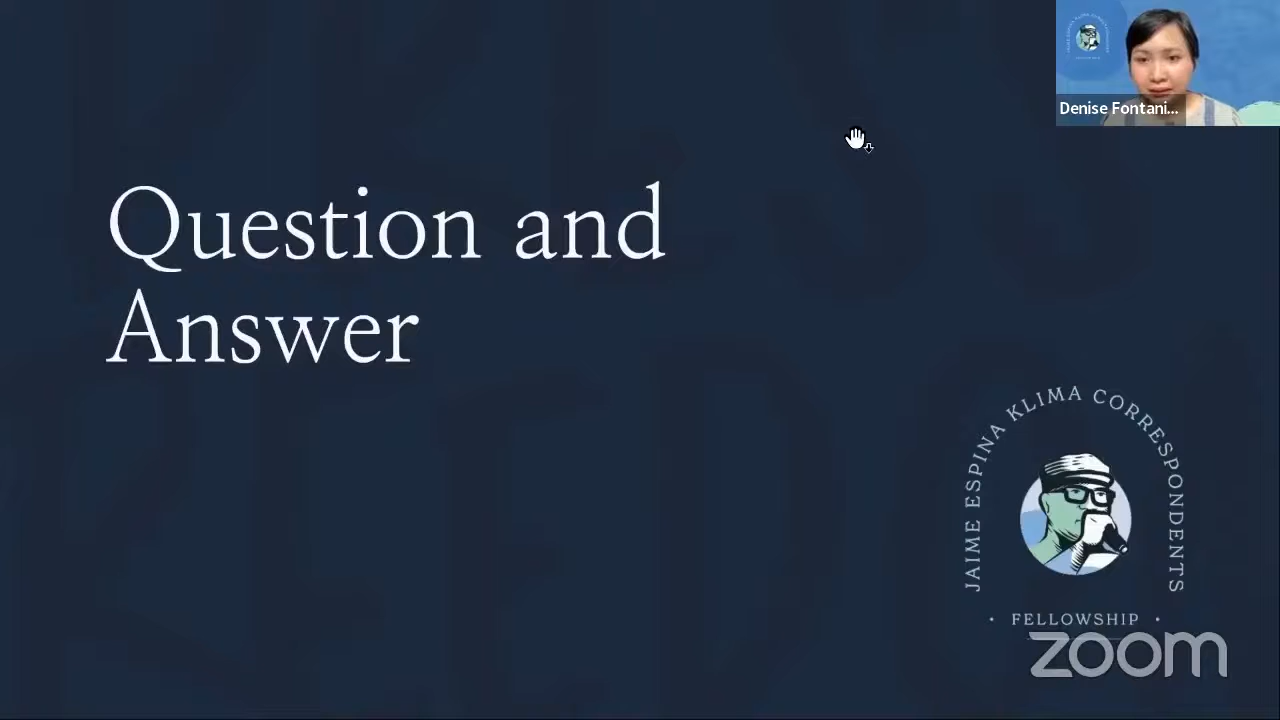 Denise Fontani...
Question and
Answer
JAIME ESPINA KLIMA CORRESPONDENTS
• FELLOWSHIP •
zoom